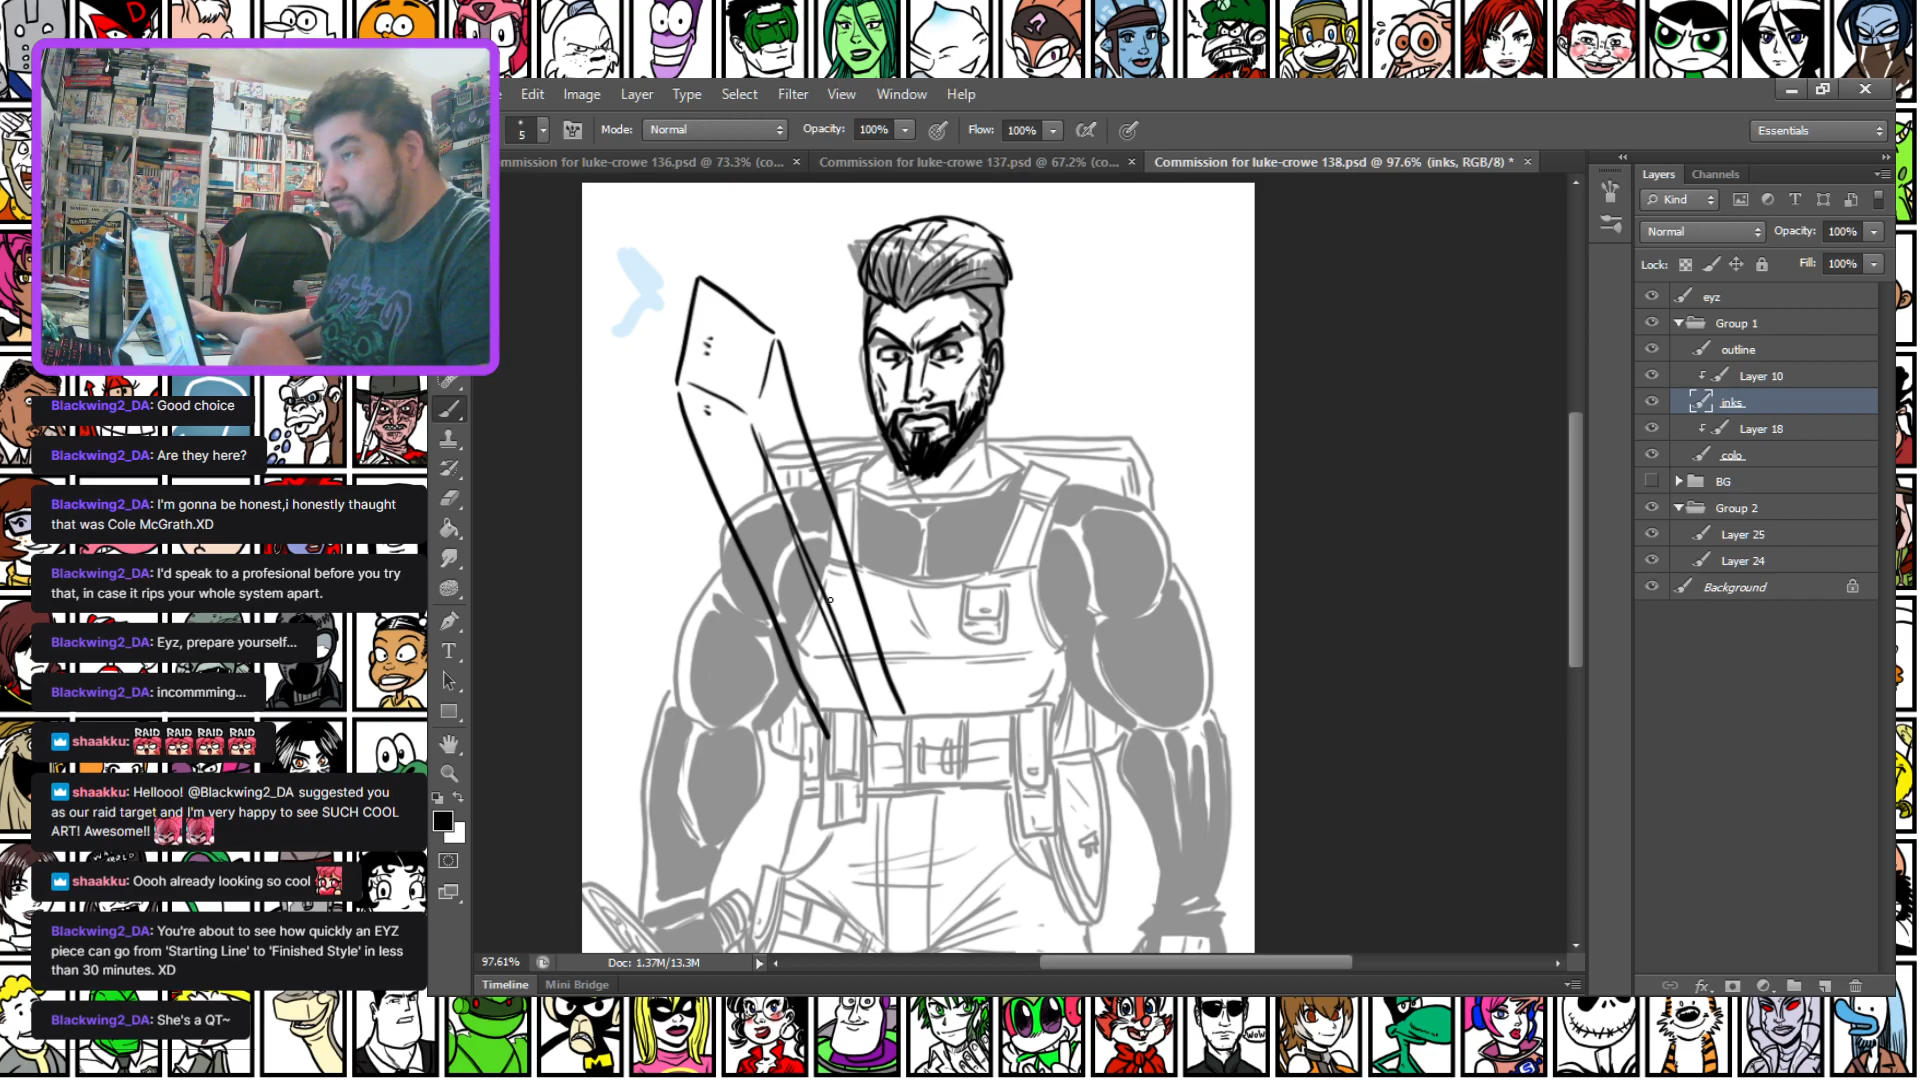 Edit Image Layer Type Select Filter View Window Help
5 Mode: Normal Opacity: 100% Flow: 100% Essentials
ommission for luke-crowe 136.psd @ 73.3% (co... × Commission for luke-crowe 137.psd @ 67.2% (co... × Commission for luke-crowe 138.psd @ 97.6% (inks, RGB/8) * ×
Layers Channels
Kind
Normal Opacity: 100%
Lock: Fill: 100%
eyz
Group 1
outline
Layer 10
inks
Layer 18
colo
BG
Group 2
Layer 25
Layer 24
Background
Blackwing2_DA: Good choice
Blackwing2_DA: Are they here?
Blackwing2_DA: I'm gonna be honest,i honestly thaught
that was Cole McGrath.XD
Blackwing2_DA: I'd speak to a profesional before you try
that, in case it rips your whole system apart.
Blackwing2_DA: Eyz, prepare yourself...
Blackwing2_DA: incommming...
shaakku: RAID RAID RAID RAID
shaakku: Hellooo! @Blackwing2_DA suggested you
as our raid target and I'm very happy to see SUCH COOL
ART! Awesome!!
shaakku: Oooh already looking so cool
Blackwing2_DA: You're about to see how quickly an EYZ
piece can go from 'Starting Line' to 'Finished Style' in less
than 30 minutes. XD
Blackwing2_DA: She's a QT~
97.61% Doc: 1.37M/13.3M
Timeline Mini Bridge
WOW